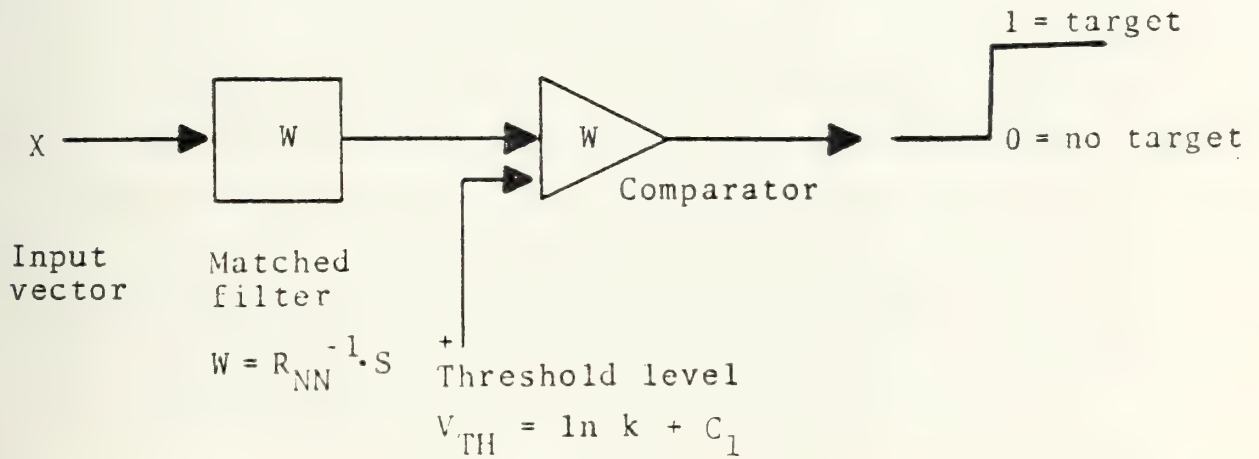 1 = target
X
W
W
0 = no target
Comparator
Input
vector
Matched
filter
W = R_NN^-1 · S
+
Threshold level
V_TH = ln k + C_1